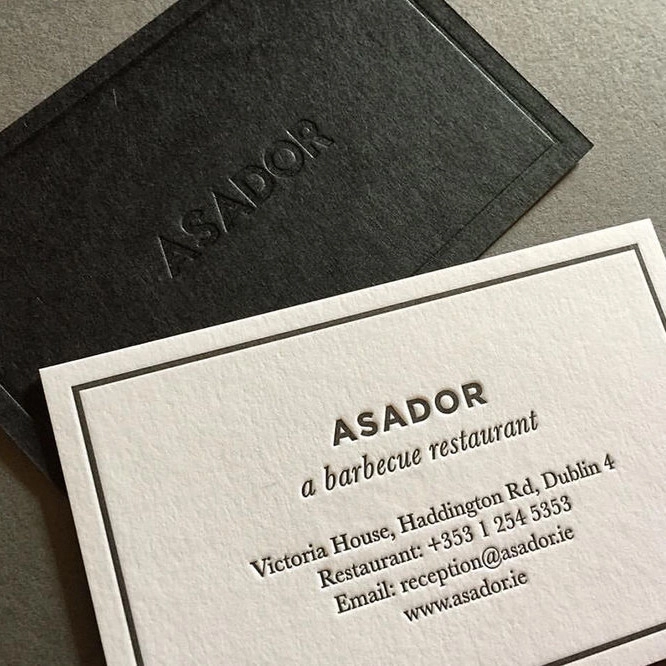 ASADOR
ASADOR
a barbecue restaurant
Victoria House, Haddington Rd, Dublin 4
Restaurant: +353 1 254 5353
Email: reception@asador.ie
www.asador.ie